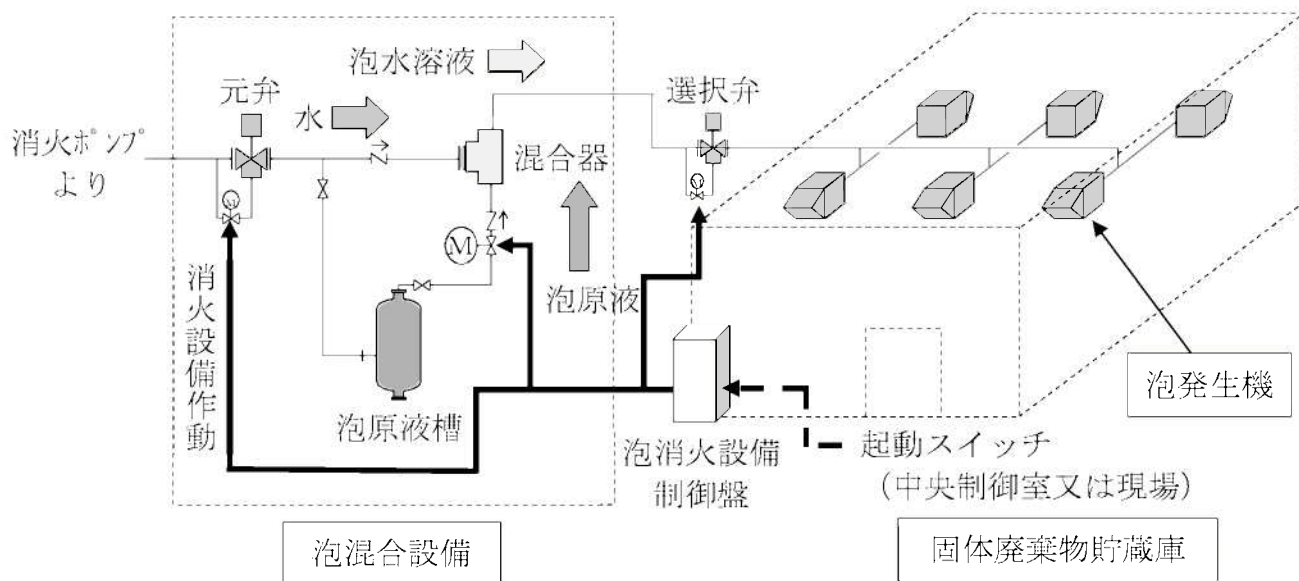 泡水溶液
元弁
水
選択弁
消火ﾎﾟﾝﾌﾟ
より
混合器
M
M
M
泡原液
消火設備作動
泡原液槽
泡発生機
泡消火設備
制御盤
起動スイッチ
（中央制御室又は現場）
泡混合設備
固体廃棄物貯蔵庫